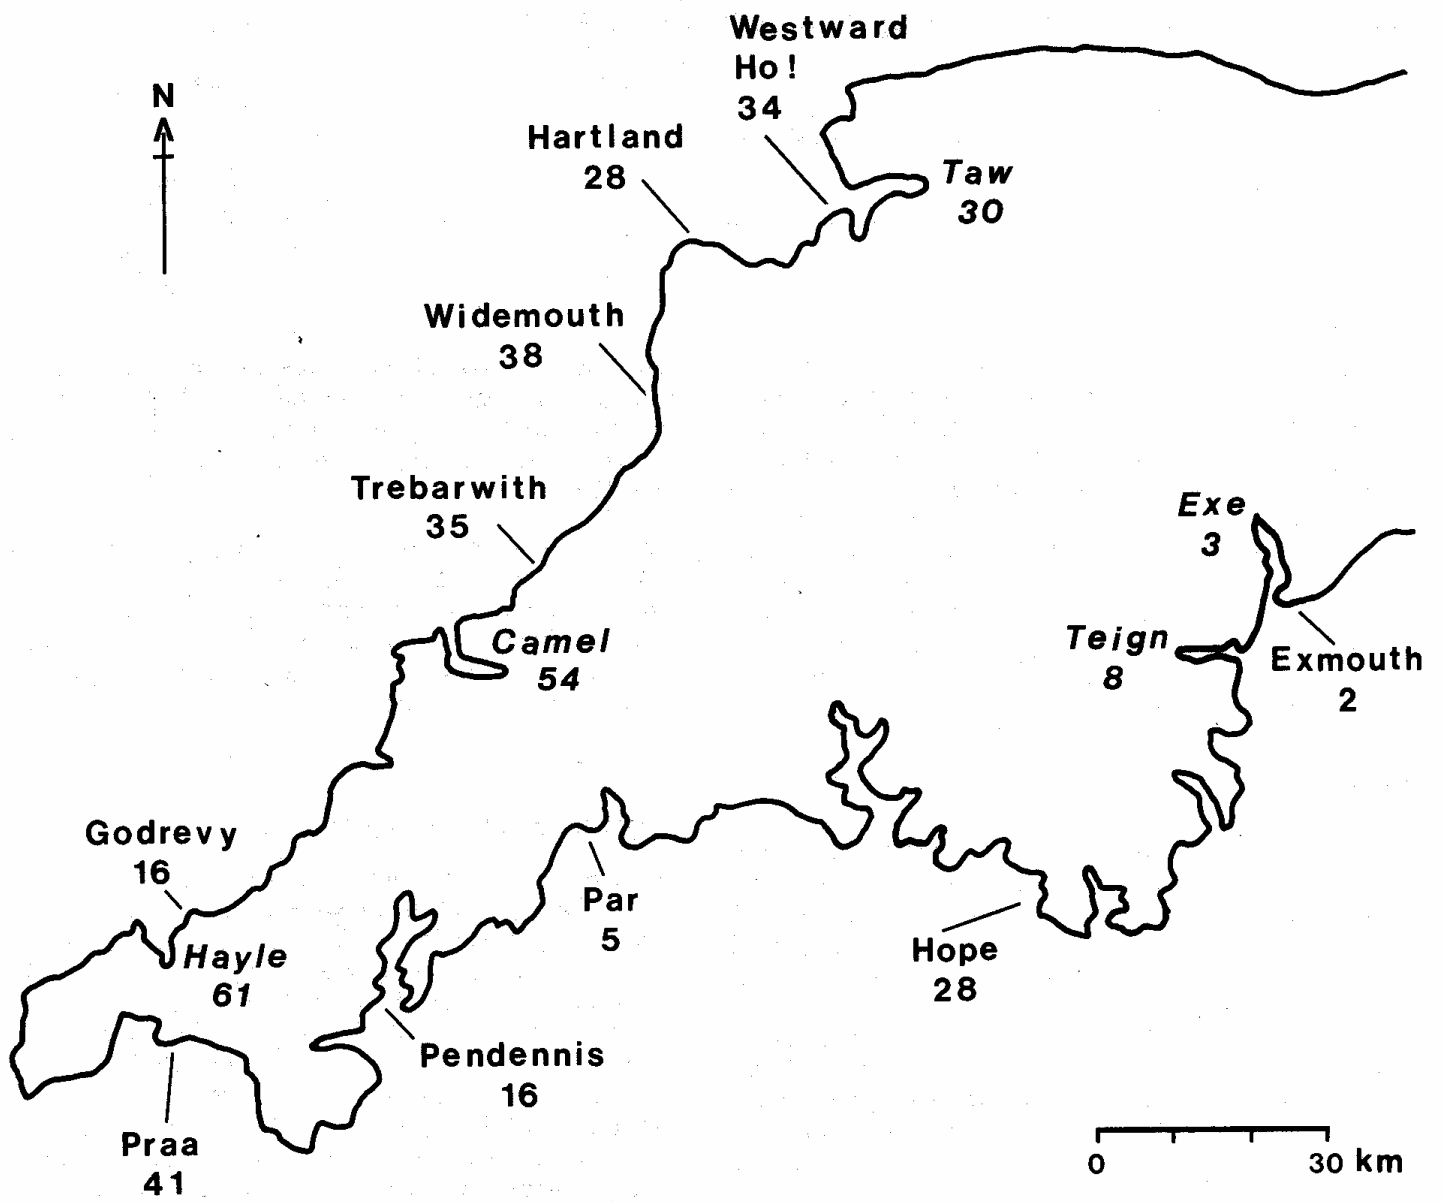 Westward
Ho!
34
N
Hartland
28
Taw
30
Widemouth
38
Trebarwith
35
Exe
3
Camel
54
Teign
8
Exmouth
2
Godrevy
16
Par
5
Hope
28
Hayle
61
Pendennis
16
Praa
41
0
30 km